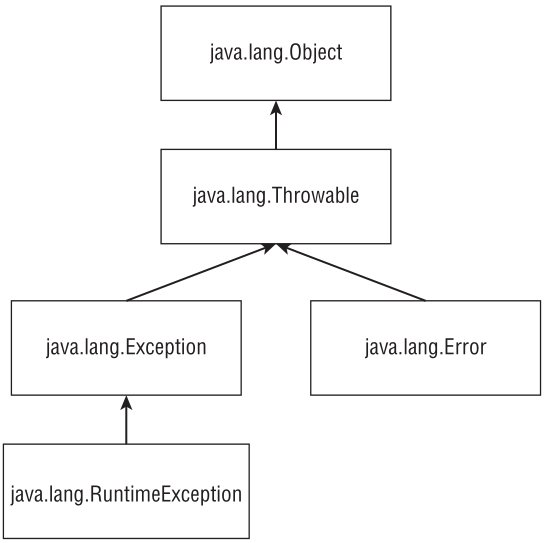 java.lang.Object
java.lang.Throwable
java.lang.Exception
java.lang.Error
java.lang.RuntimeException